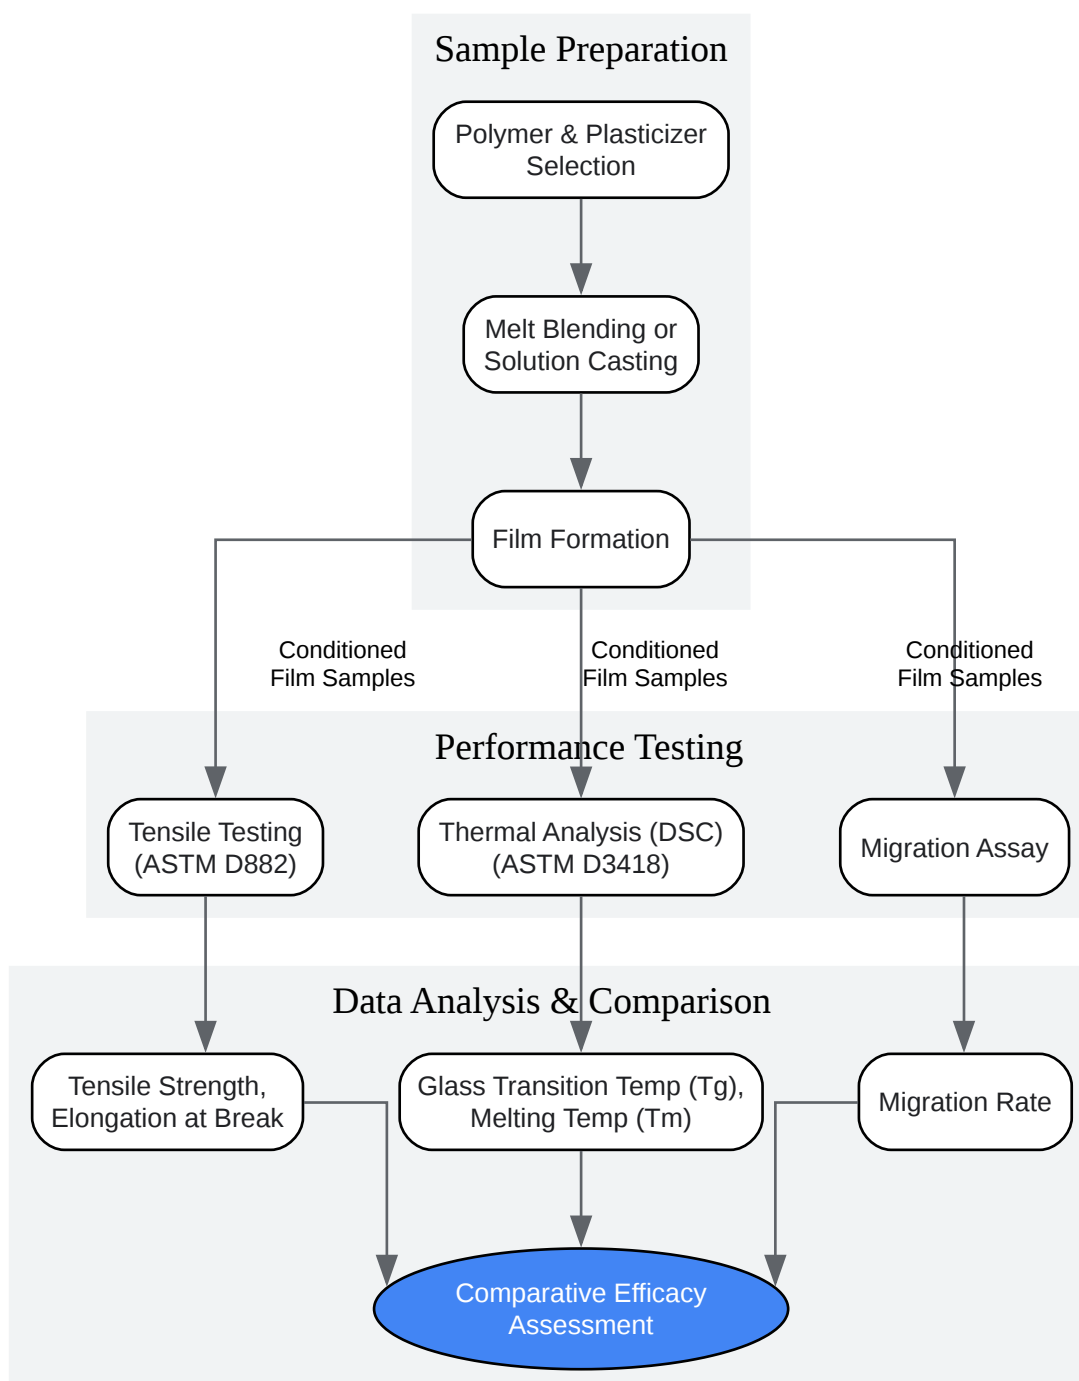 Sample Preparation
Polymer & Plasticizer
Selection
Melt Blending or
Solution Casting
Film Formation
Conditioned
Film Samples
Conditioned
Film Samples
Conditioned
Film Samples
Performance Testing
Tensile Testing
(ASTM D882)
Thermal Analysis (DSC)
(ASTM D3418)
Migration Assay
Data Analysis & Comparison
Tensile Strength,
Elongation at Break
Glass Transition Temp (Tg),
Melting Temp (Tm)
Migration Rate
Comparative Efficacy
Assessment